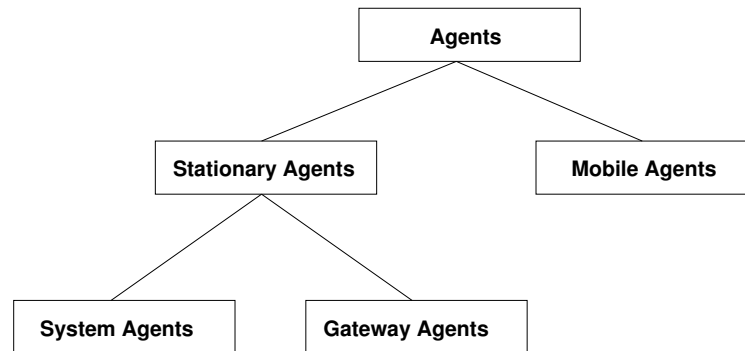 Agents
Stationary Agents
Mobile Agents
System Agents
Gateway Agents